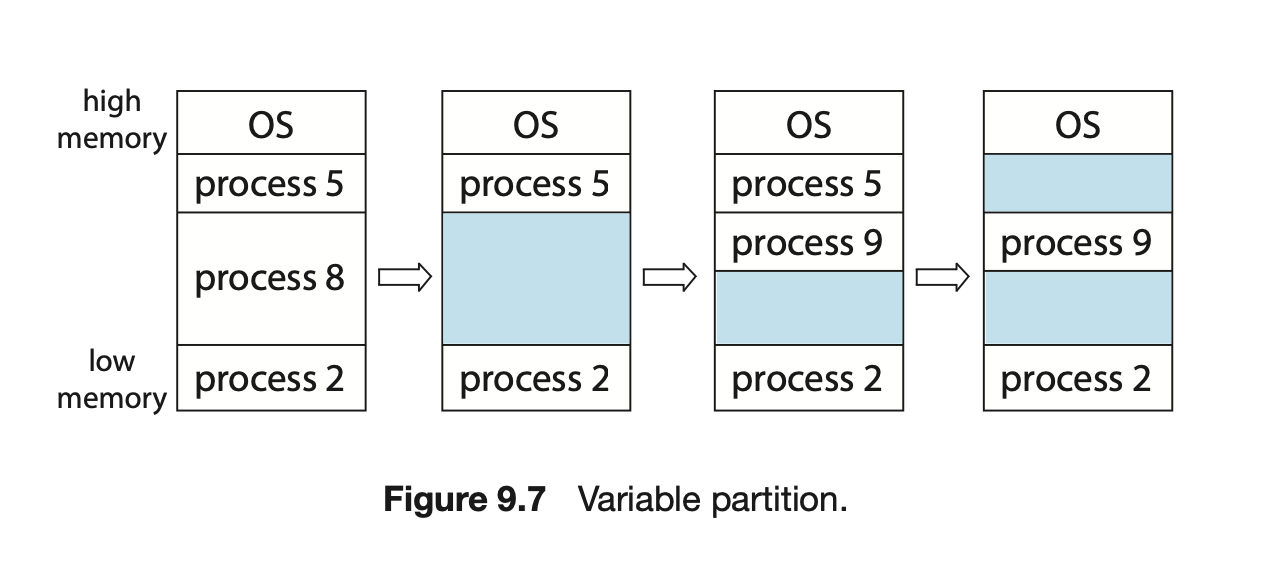 high
memory
OS
process 5
process 8
process 2
low
memory
OS
process 5
process 2
OS
process 5
process 9
process 2
OS
process 9
process 2
Figure 9.7 Variable partition.